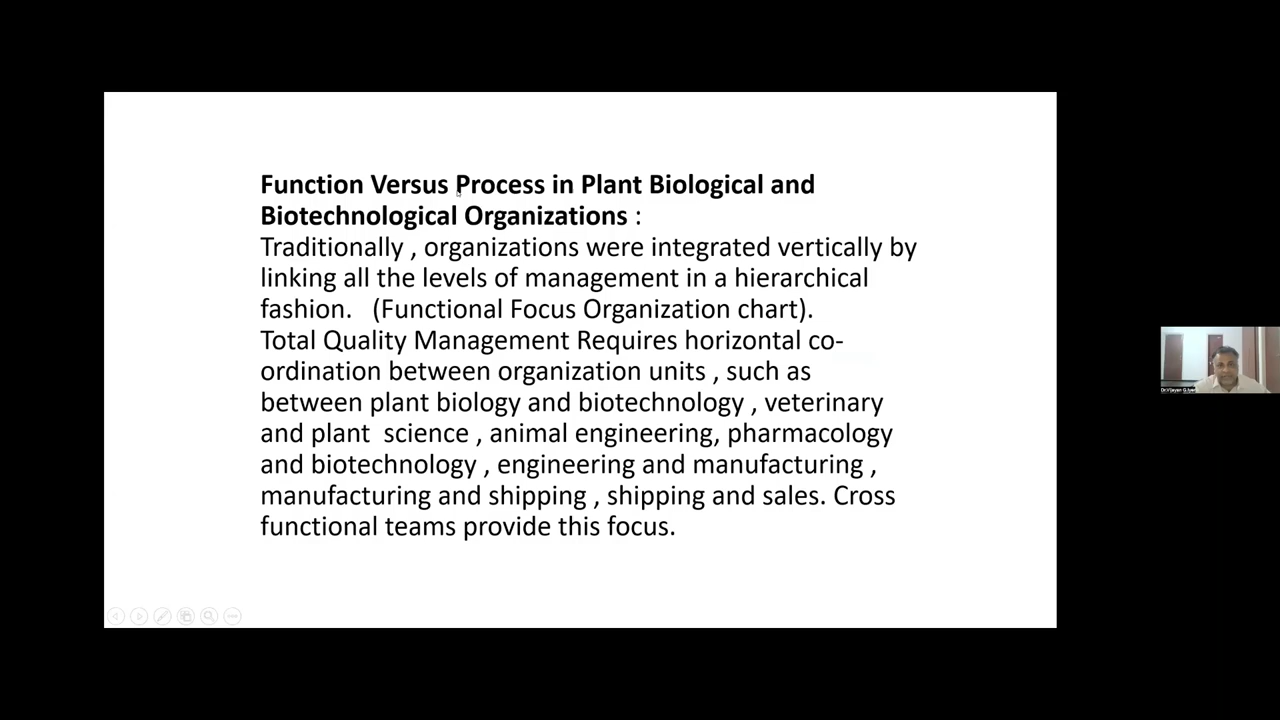 Function Versus Process in Plant Biological and
Biotechnological Organizations :
Traditionally , organizations were integrated vertically by
linking all the levels of management in a hierarchical
fashion. (Functional Focus Organization chart).
Total Quality Management Requires horizontal co-
ordination between organization units , such as
between plant biology and biotechnology , veterinary
and plant science , animal engineering, pharmacology
and biotechnology , engineering and manufacturing ,
manufacturing and shipping , shipping and sales. Cross
functional teams provide this focus.